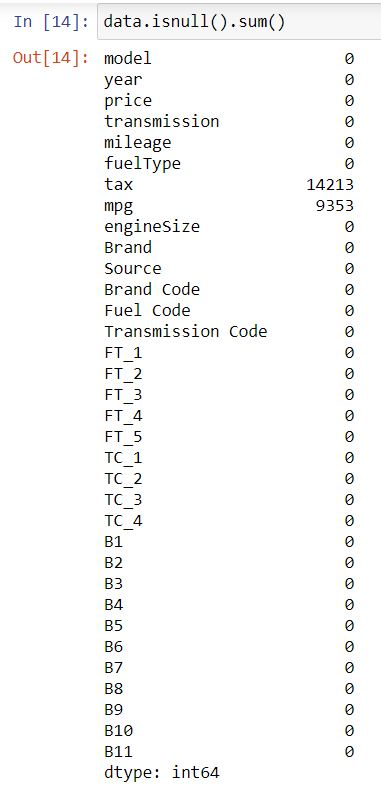 In [14]: data.isnull().sum()
Out[14]: model 0
year 0
price 0
transmission 0
mileage 0
fuelType 0
tax 14213
mpg 9353
engineSize 0
Brand 0
Source 0
Brand Code 0
Fuel Code 0
Transmission Code 0
FT_1 0
FT_2 0
FT_3 0
FT_4 0
FT_5 0
TC_1 0
TC_2 0
TC_3 0
TC_4 0
B1 0
B2 0
B3 0
B4 0
B5 0
B6 0
B7 0
B8 0
B9 0
B10 0
B11 0
dtype: int64